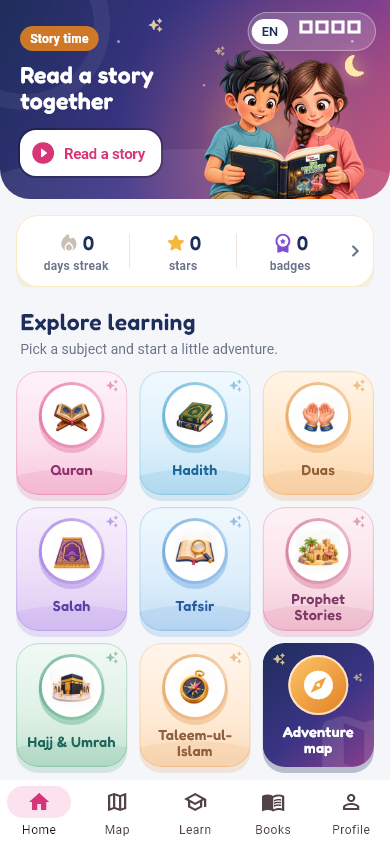 Story time
EN
Read a story
together
Read a story
0
days streak
0
stars
0
badges
Explore learning
Pick a subject and start a little adventure.
Quran
Hadith
Duas
Salah
Tafsir
Prophet
Stories
Hajj & Umrah
Taleem-ul-
Islam
Adventure
map
Home
Map
Learn
Books
Profile